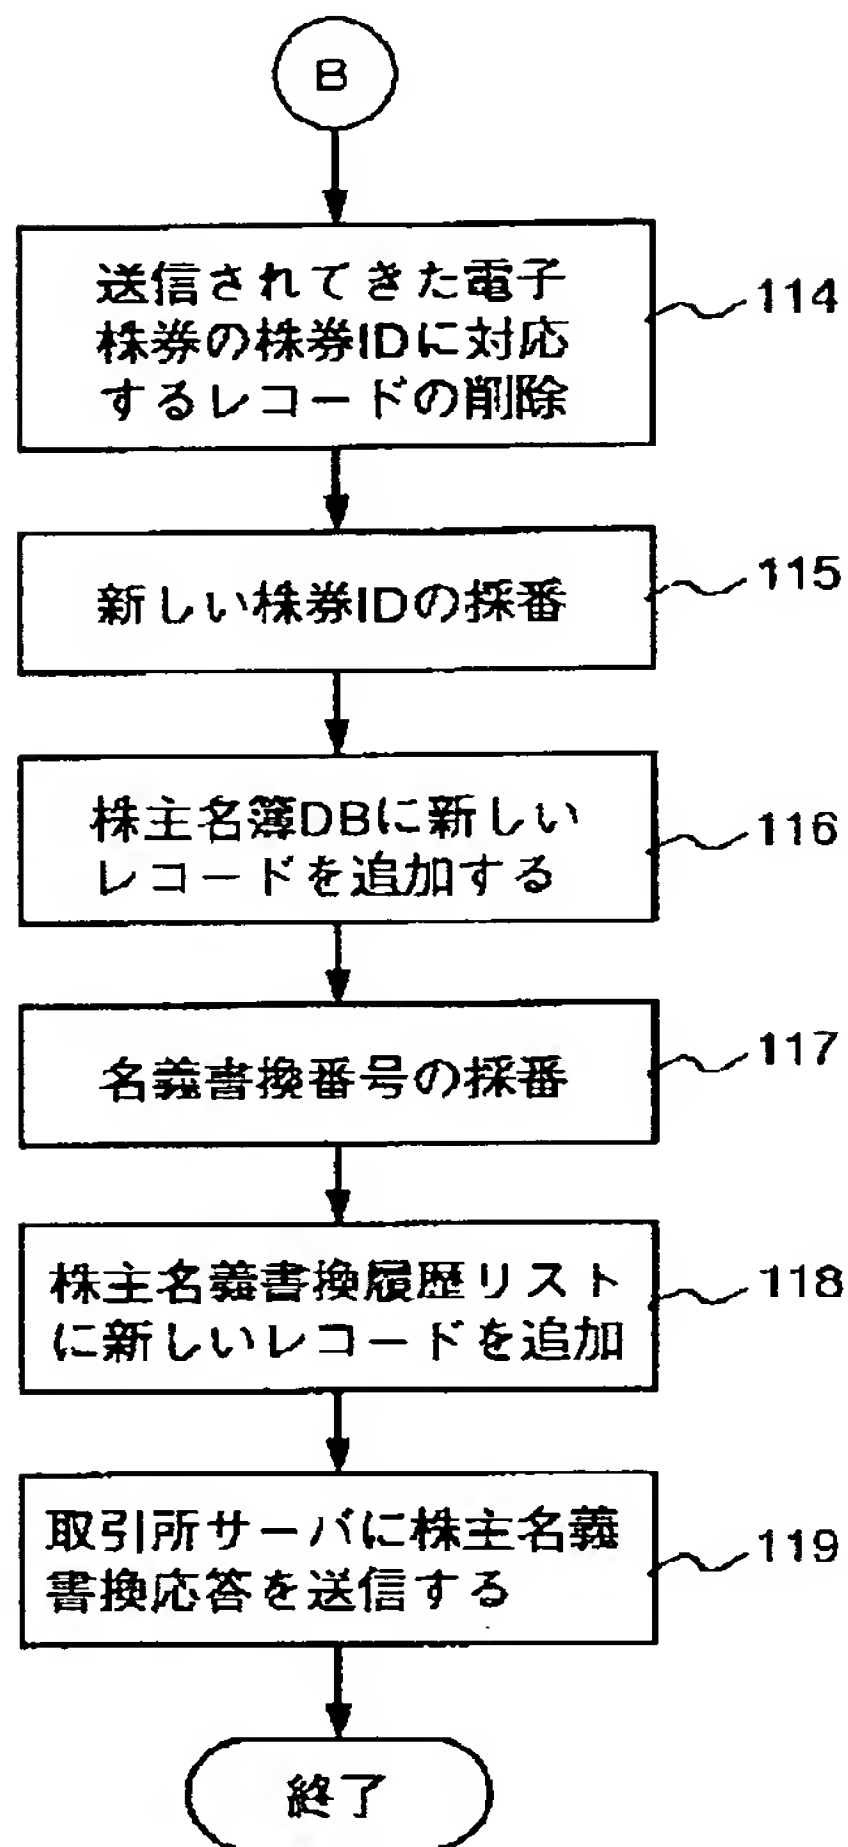 B
送信されてきた電子
株券の株券IDに対応
するレコードの削除
114
新しい株券IDの採番
115
株主名簿DBに新しい
レコードを追加する
116
名義書換番号の採番
117
株主名義書換履歴リスト
に新しいレコードを追加
118
取引所サーバに株主名義
書換応答を送信する
119
終了